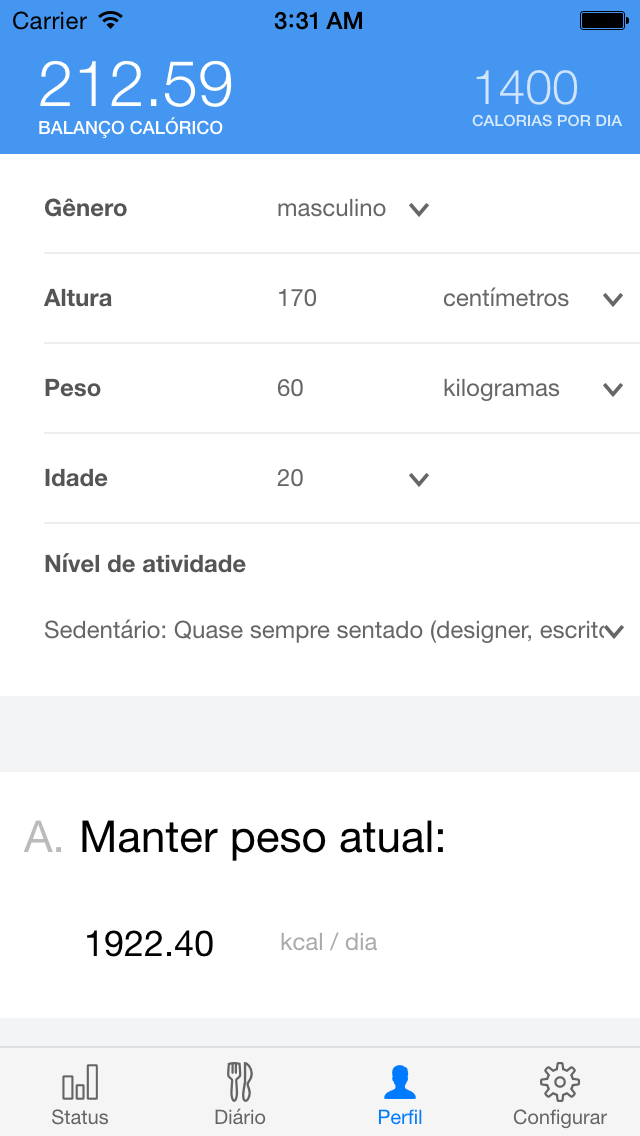 Carrier 3:31 AM
212.59 1400
BALANÇO CALÓRICO CALORIAS POR DIA
Gênero masculino
Altura 170 centímetros
Peso 60 kilogramas
Idade 20
Nível de atividade
Sedentário: Quase sempre sentado (designer, escrito
A. Manter peso atual:
1922.40 kcal / dia
Status Diário Perfil Configurar